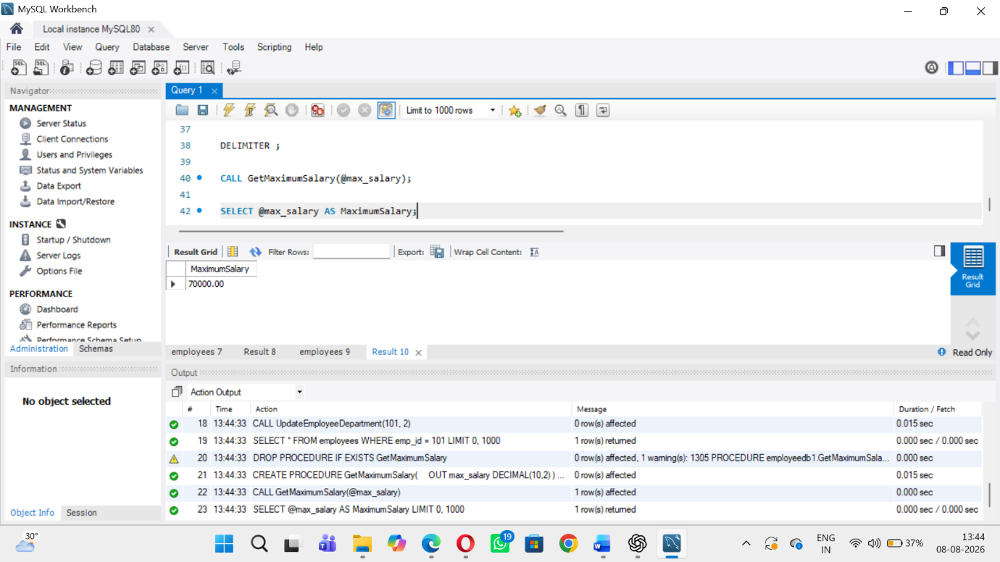 MySQL Workbench
Local instance MySQL80
File Edit View Query Database Server Tools Scripting Help
Navigator
MANAGEMENT
Server Status
Client Connections
Users and Privileges
Status and System Variables
Data Export
Data Import/Restore
INSTANCE
Startup / Shutdown
Server Logs
Options File
PERFORMANCE
Dashboard
Performance Reports
Performance Schema Setup
Administration Schemas
Information
No object selected
Object Info Session
Query 1
Limit to 1000 rows
37
38 DELIMITER ;
39
40 CALL GetMaximumSalary(@max_salary);
41
42 SELECT @max_salary AS MaximumSalary;
Result Grid Filter Rows: Export: Wrap Cell Content:
MaximumSalary
70000.00
Result Grid
employees 7 Result 8 employees 9 Result 10
Read Only
Output
Action Output
# Time Action Message Duration / Fetch
18 13:44:33 CALL UpdateEmployeeDepartment(101, 2) 0 row(s) affected 0.015 sec
19 13:44:33 SELECT * FROM employees WHERE emp_id = 101 LIMIT 0, 1000 1 row(s) returned 0.000 sec / 0.000 sec
20 13:44:33 DROP PROCEDURE IF EXISTS GetMaximumSalary 0 row(s) affected, 1 warning(s): 1305 PROCEDURE employeedb1.GetMaximumSala... 0.000 sec
21 13:44:33 CREATE PROCEDURE GetMaximumSalary( OUT max_salary DECIMAL(10,2) ) ... 0 row(s) affected 0.015 sec
22 13:44:33 CALL GetMaximumSalary(@max_salary) 1 row(s) affected 0.000 sec
23 13:44:33 SELECT @max_salary AS MaximumSalary LIMIT 0, 1000 1 row(s) returned 0.000 sec / 0.000 sec
30°
19
ENG
IN
37%
13:44
08-08-2026